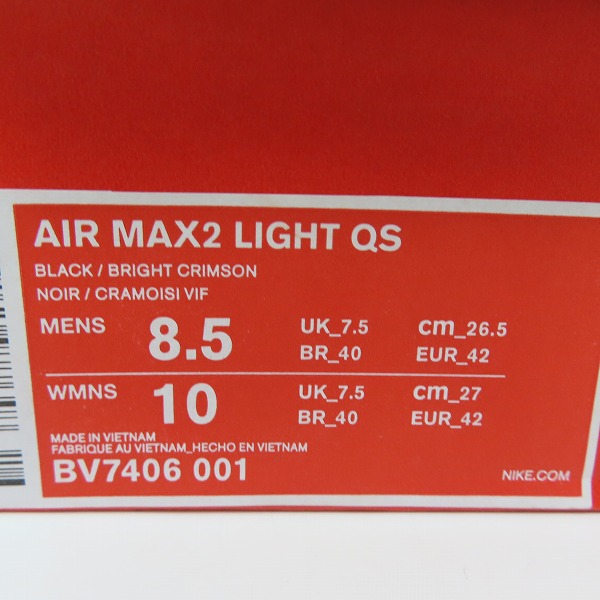 AIR MAX2 LIGHT QS
BLACK / BRIGHT CRIMSON
NOIR / CRAMOISI VIF
MENS 8.5 UK_7.5 cm_26.5
BR_40 EUR_42
WMNS 10 UK_7.5 cm_27
BR_40 EUR_42
MADE IN VIETNAM
FABRIQUE AU VIETNAM_HECHO EN VIETNAM
BV7406 001 NIKE.COM